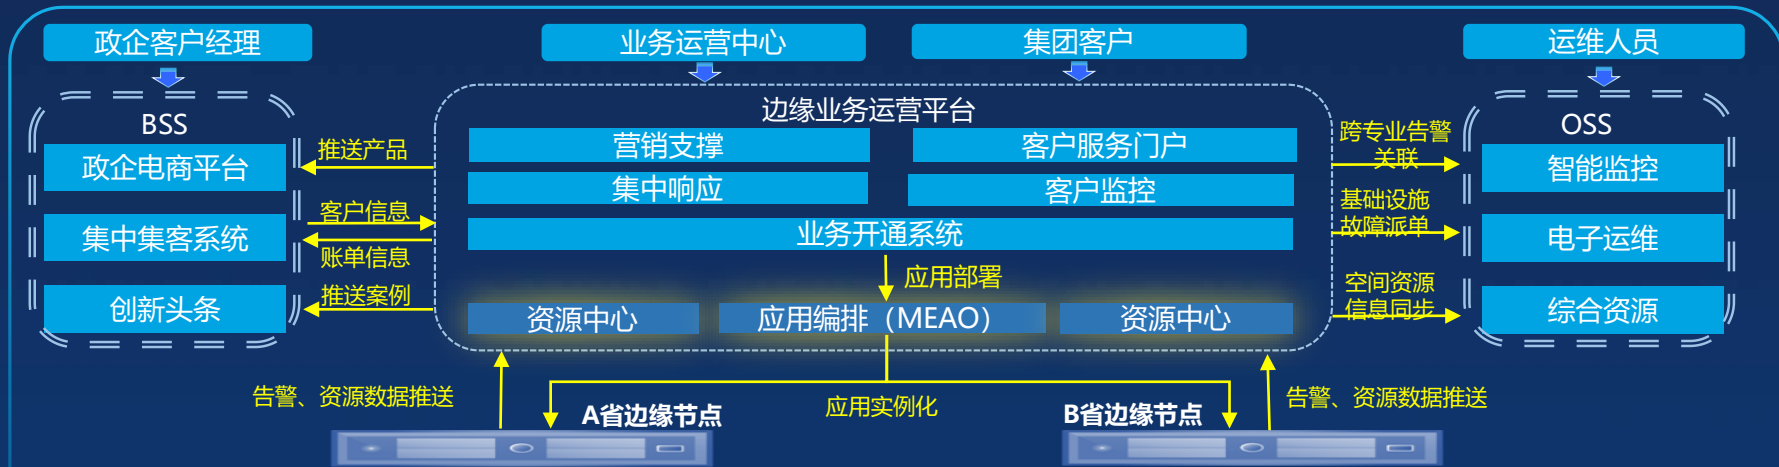 政企客户经理
业务运营中心
集团客户
运维人员
BSS
政企电商平台
集中集客系统
创新头条
推送产品
客户信息
账单信息
推送案例
边缘业务运营平台
营销支撑
客户服务门户
集中响应
客户监控
业务开通系统
应用部署
资源中心
应用编排（MEAO）
资源中心
跨专业告警
关联
基础设施
故障派单
空间资源
信息同步
OSS
智能监控
电子运维
综合资源
告警、资源数据推送
A省边缘节点
应用实例化
B省边缘节点
告警、资源数据推送